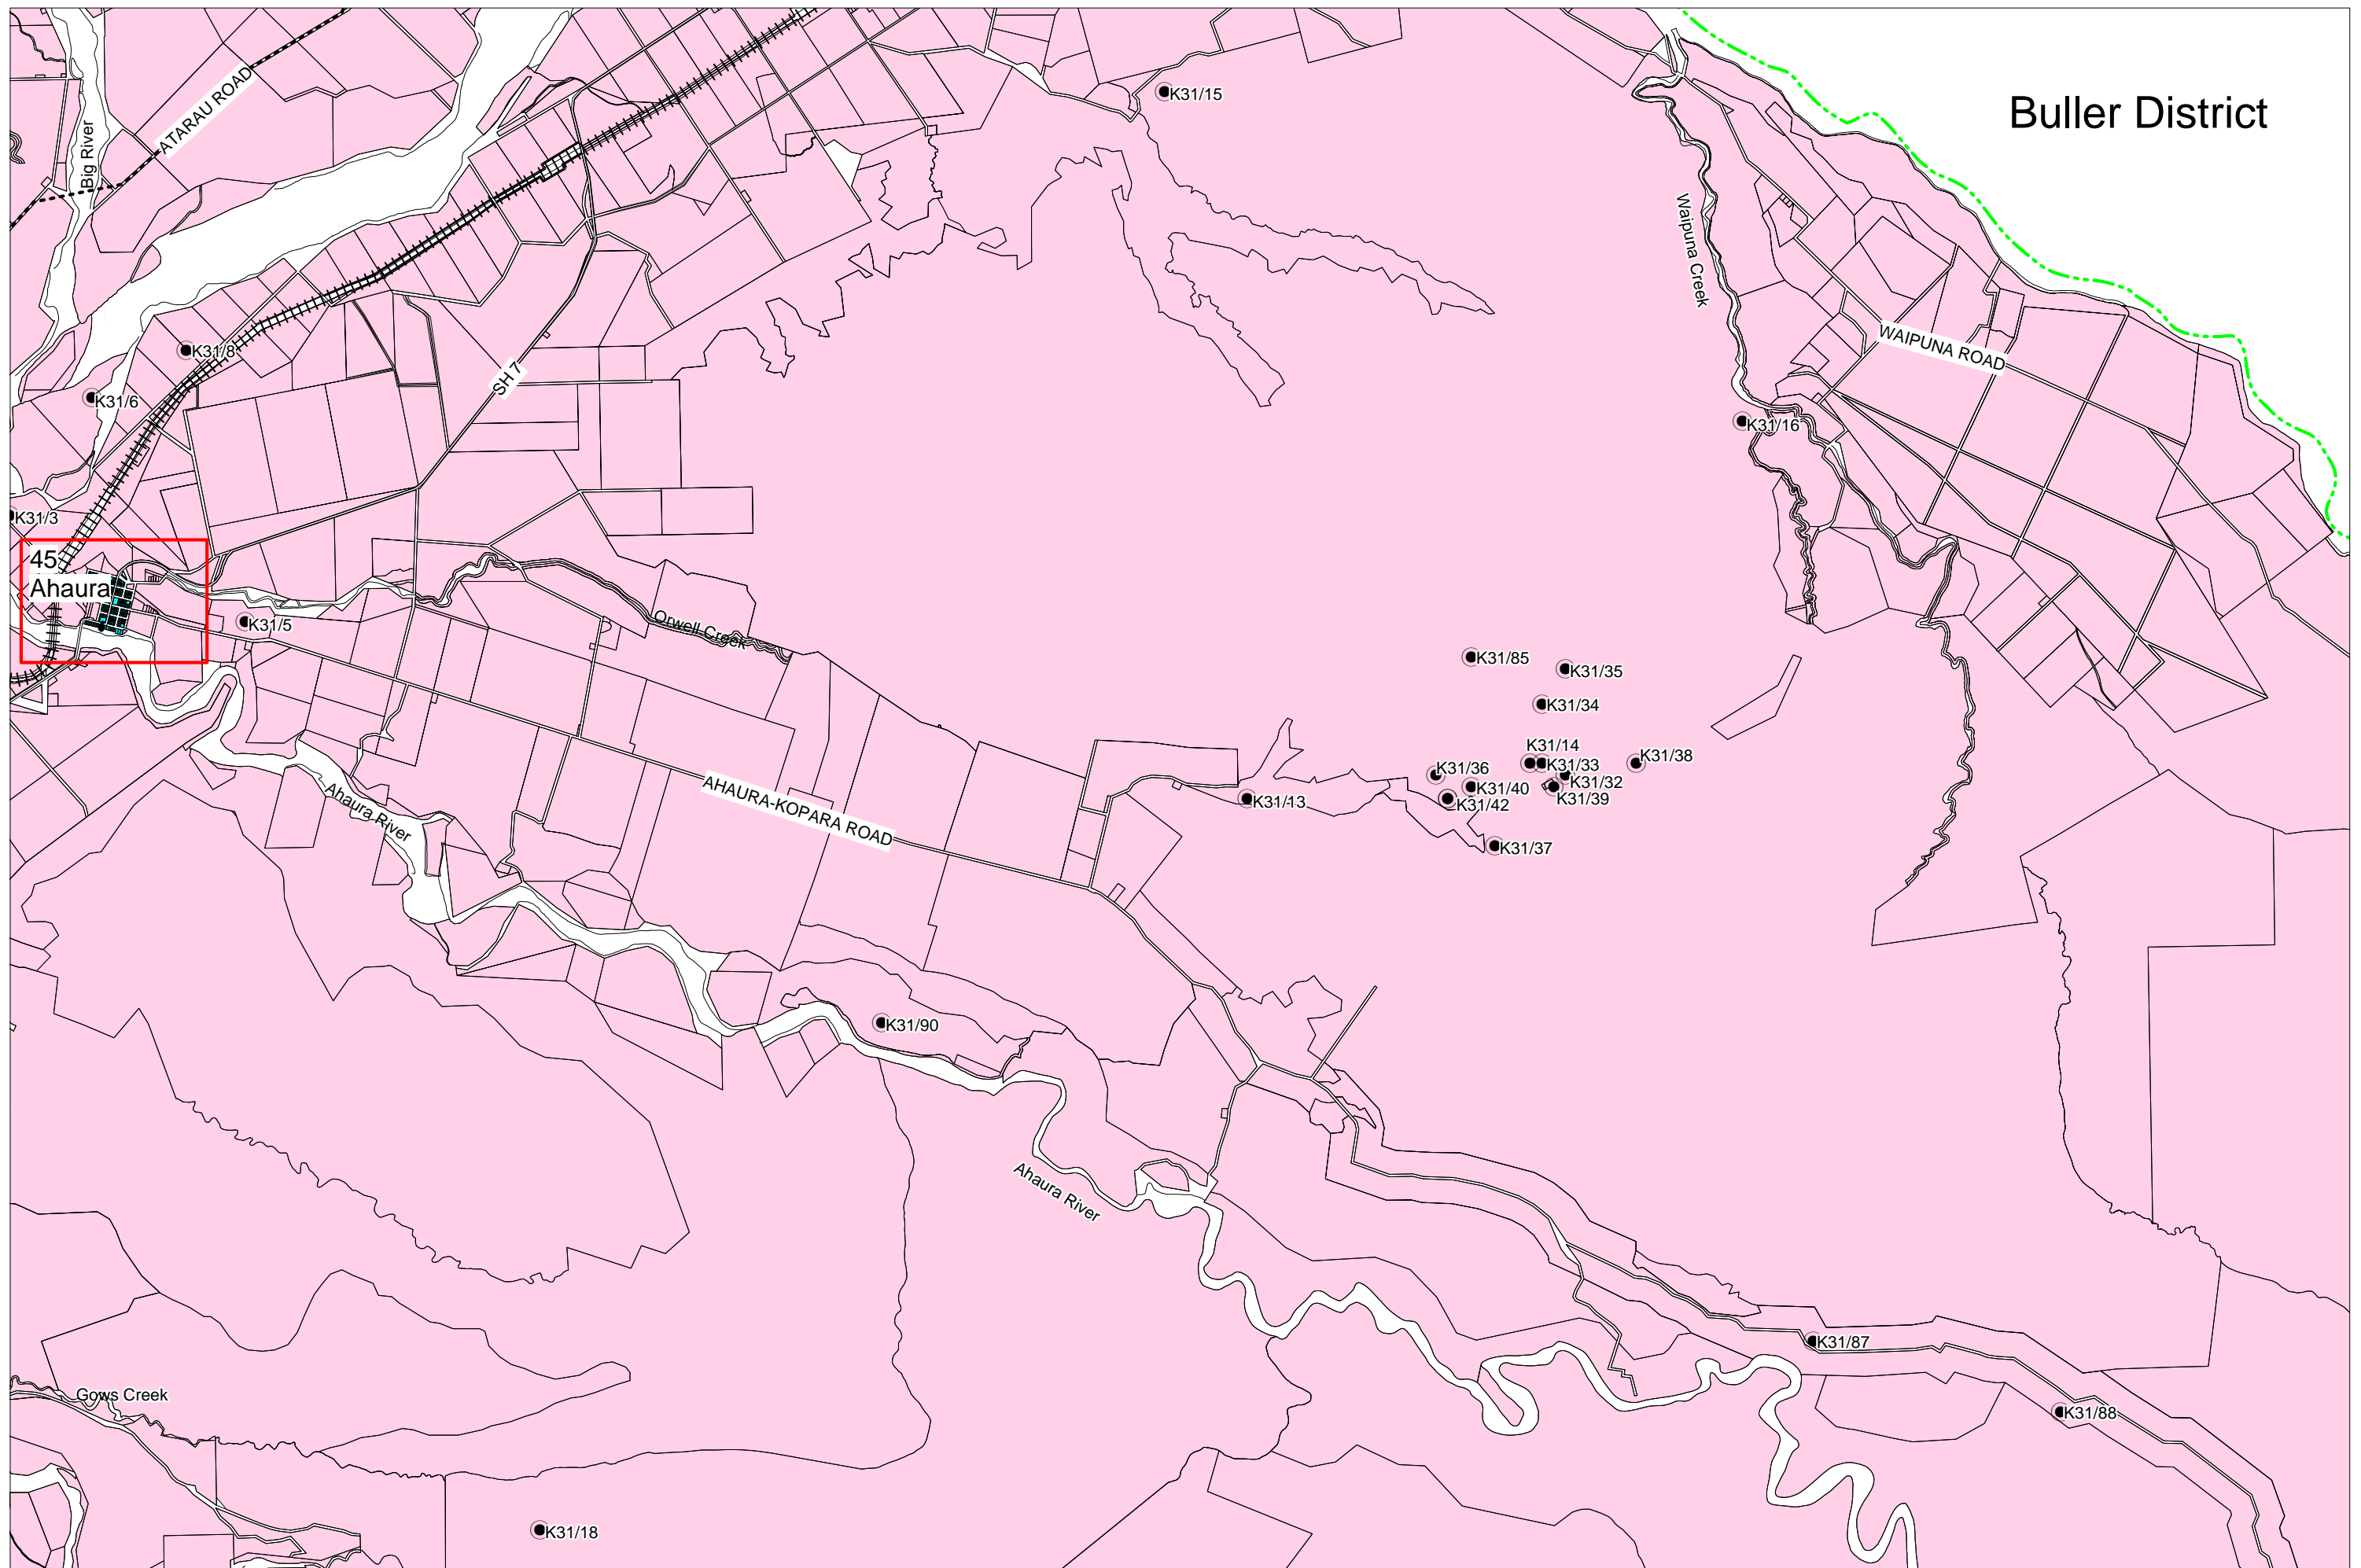 Buller District
K31/15
ATARAU ROAD
Big River
Waipuna Creek
WAIPUNA ROAD
K31/8
SH 7
K31/6
K31/16
K31/3
45
Ahaura
K31/5
Orwell Creek
K31/85
K31/35
K31/34
K31/14
K31/38
K31/33
K31/36
K31/32
K31/40
K31/39
K31/42
K31/13
AHAURA-KOPARA ROAD
Ahaura River
K31/37
K31/90
Ahaura River
K31/87
Gows Creek
K31/88
K31/18